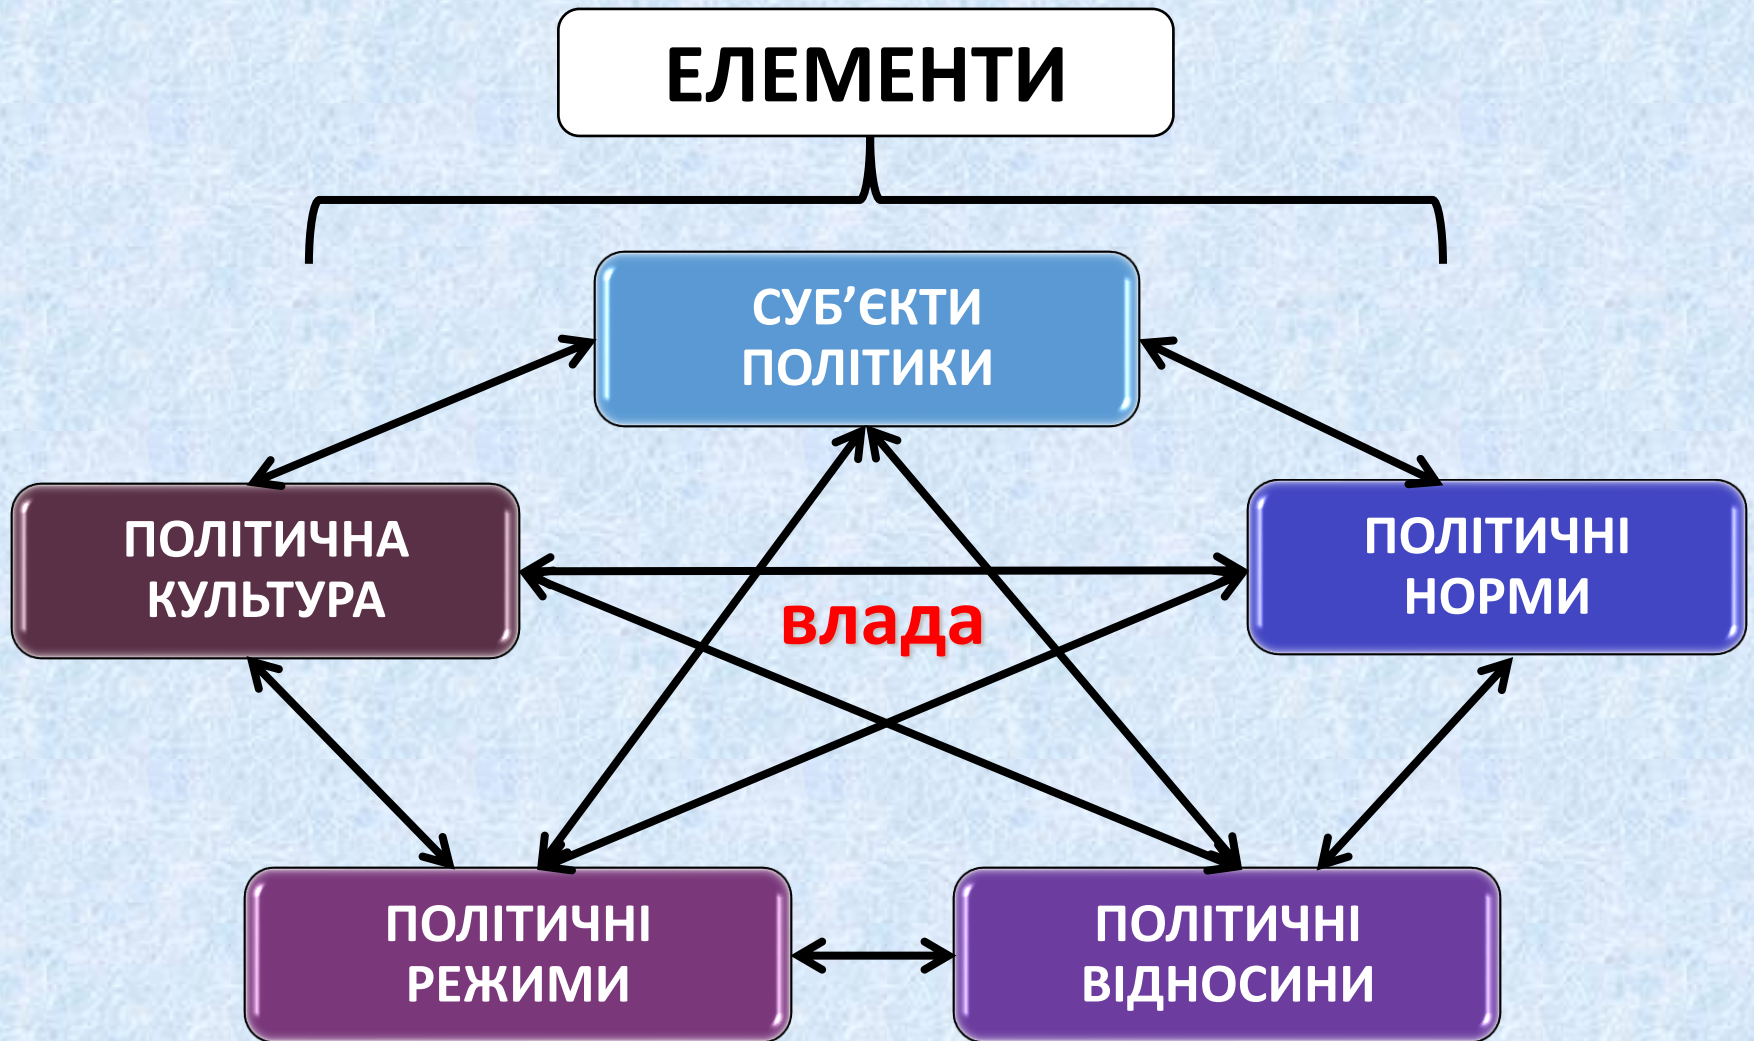 ЕЛЕМЕНТИ
СУБ’ЄКТИ
ПОЛІТИКИ
ПОЛІТИЧНА
КУЛЬТУРА
ПОЛІТИЧНІ
НОРМИ
влада
ПОЛІТИЧНІ
РЕЖИМИ
ПОЛІТИЧНІ
ВІДНОСИНИ